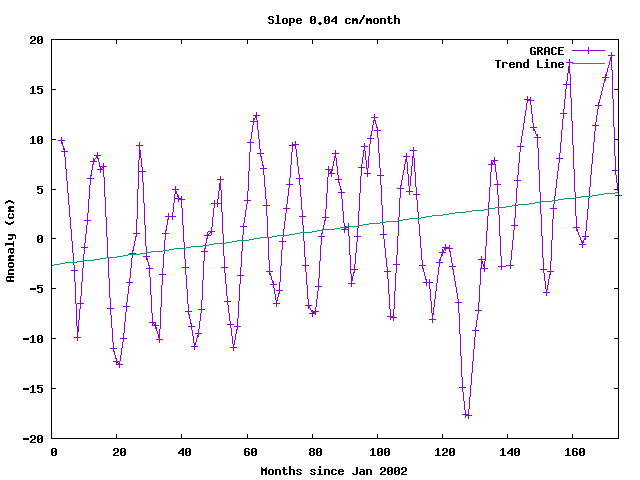 Slope 0.04 cm/month
GRACE
Trend Line
Anomaly (cm)
20
15
10
5
0
-5
-10
-15
-20
0 20 40 60 80 100 120 140 160
Months since Jan 2002